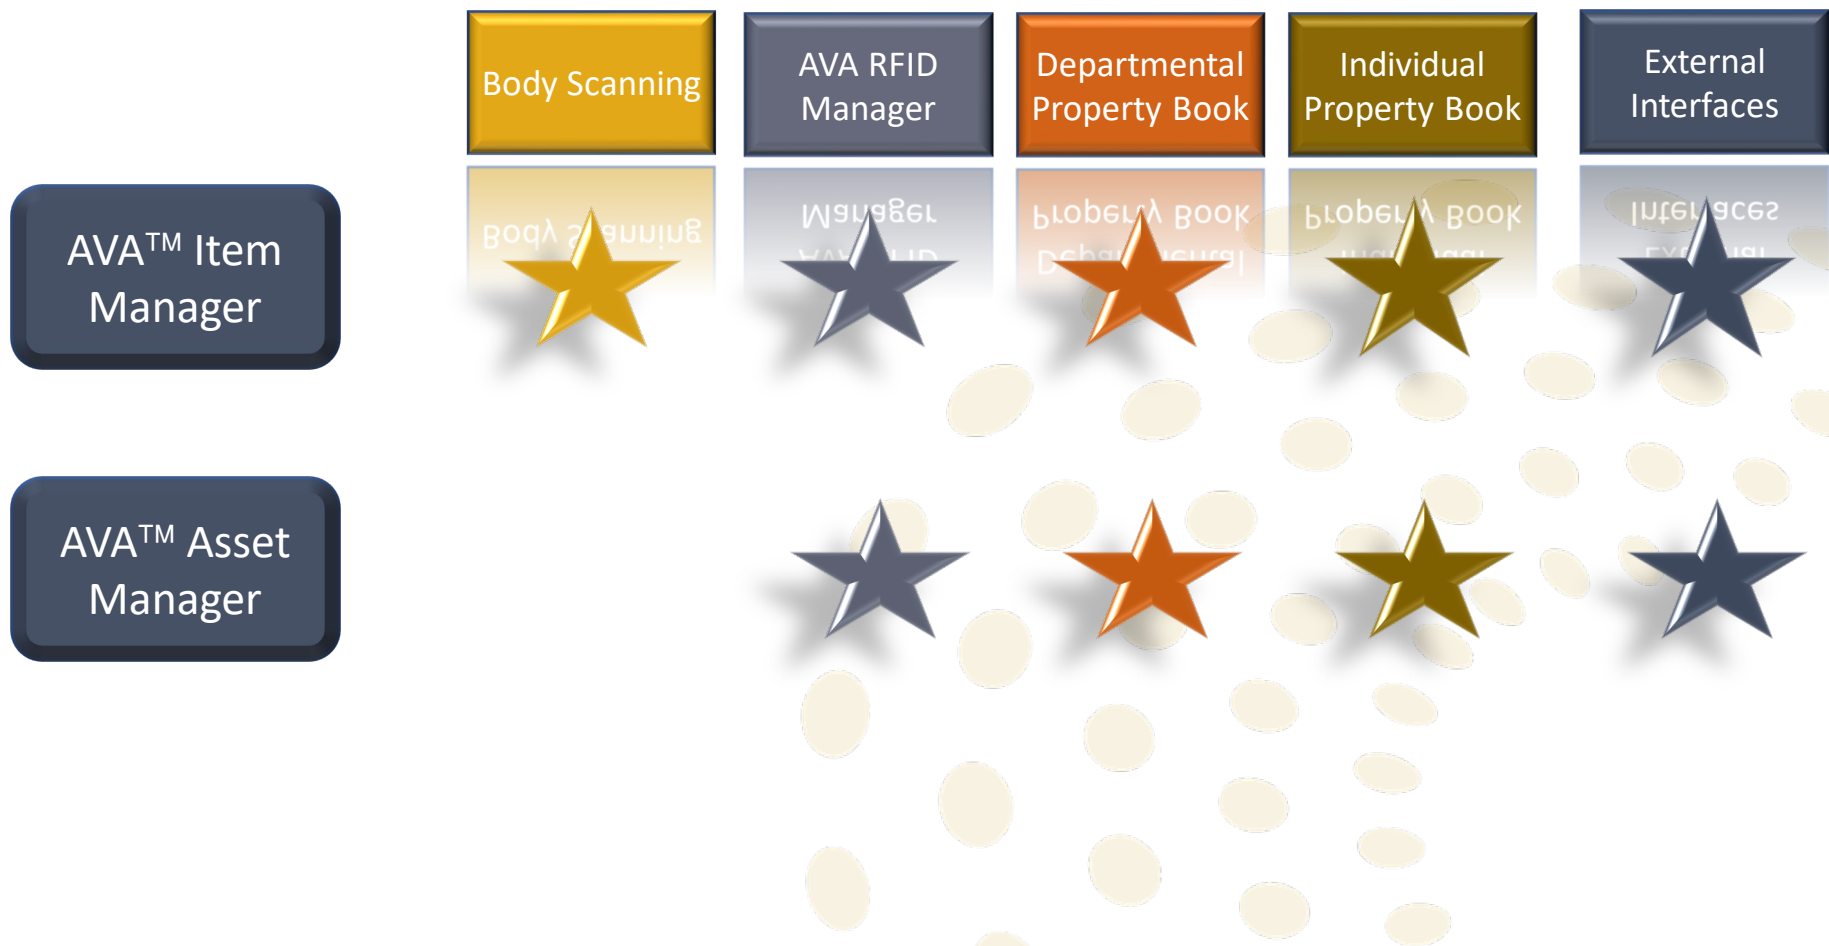 Body Scanning
AVA RFID
Manager
Departmental
Property Book
Individual
Property Book
External
Interfaces
AVA™ Item
Manager
AVA™ Asset
Manager